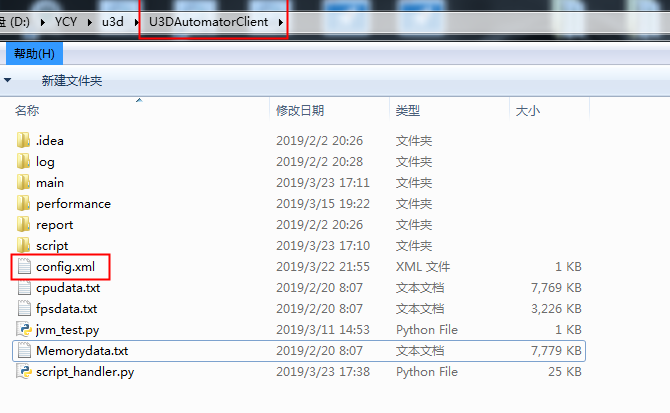 盘 (D:) ▸ YCY ▸ u3d ▸ U3DAutomatorClient ▸
帮助(H)
新建文件夹
名称 修改日期 类型 大小
.idea 2019/2/2 20:26 文件夹
log 2019/2/2 20:28 文件夹
main 2019/3/23 17:11 文件夹
performance 2019/3/15 19:22 文件夹
report 2019/2/2 20:26 文件夹
script 2019/3/23 17:10 文件夹
config.xml 2019/3/22 21:55 XML 文件 1 KB
cpudata.txt 2019/2/20 8:07 文本文档 7,769 KB
fpsdata.txt 2019/2/20 8:07 文本文档 3,226 KB
jvm_test.py 2019/3/11 14:53 Python File 1 KB
Memorydata.txt 2019/2/20 8:07 文本文档 7,779 KB
script_handler.py 2019/3/23 17:38 Python File 25 KB